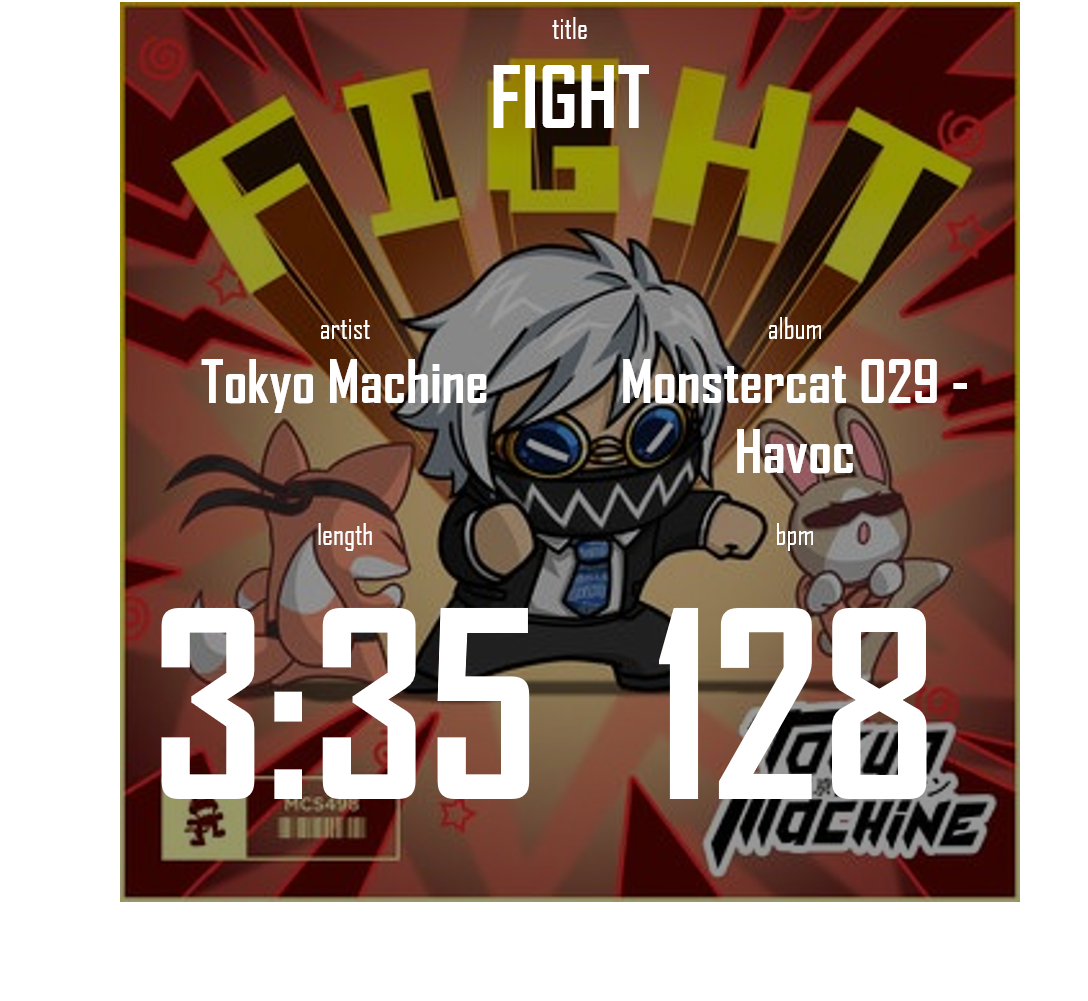 title
FIGHT
FIGHT
artist
Tokyo Machine
album
Monstercat 029 -
Havoc
length
3:35
bpm
128
MCS498
Tokyo
Machine